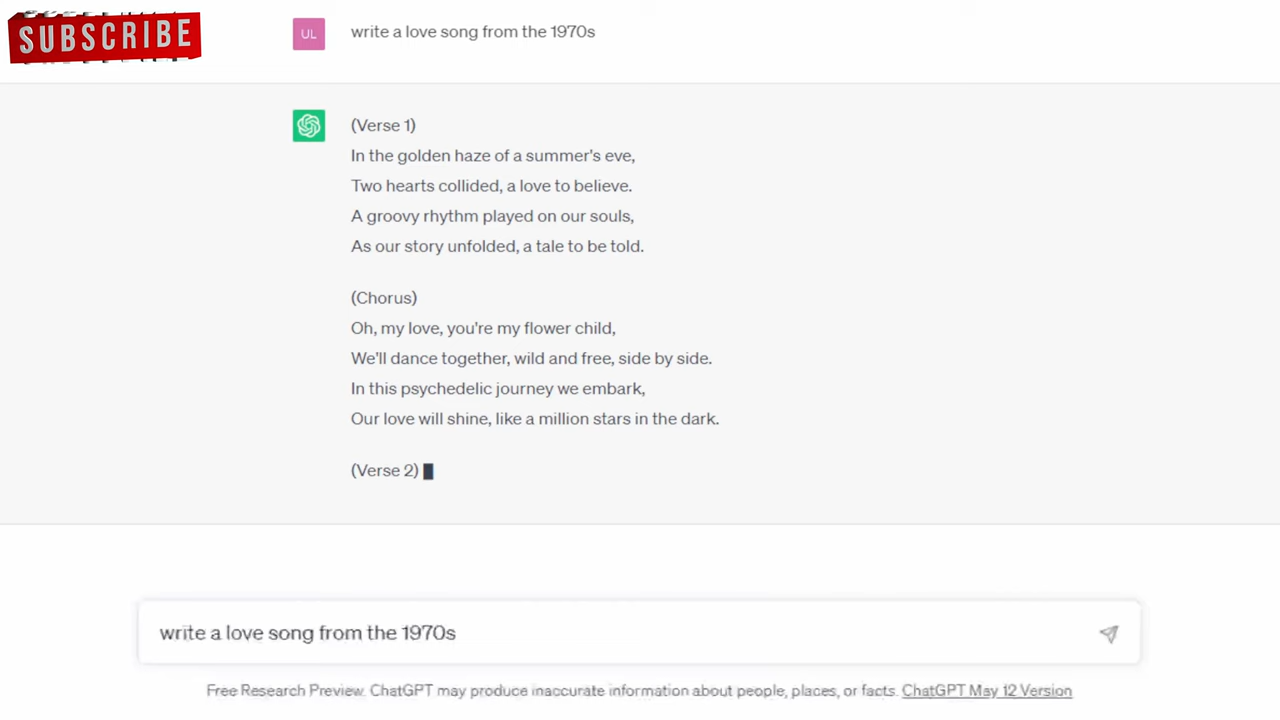 SUBSCRIBE
UL
write a love song from the 1970s
(Verse 1)
In the golden haze of a summer's eve,
Two hearts collided, a love to believe.
A groovy rhythm played on our souls,
As our story unfolded, a tale to be told.
(Chorus)
Oh, my love, you're my flower child,
We'll dance together, wild and free, side by side.
In this psychedelic journey we embark,
Our love will shine, like a million stars in the dark.
(Verse 2)
write a love song from the 1970s
Free Research Preview. ChatGPT may produce inaccurate information about people, places, or facts. ChatGPT May 12 Version